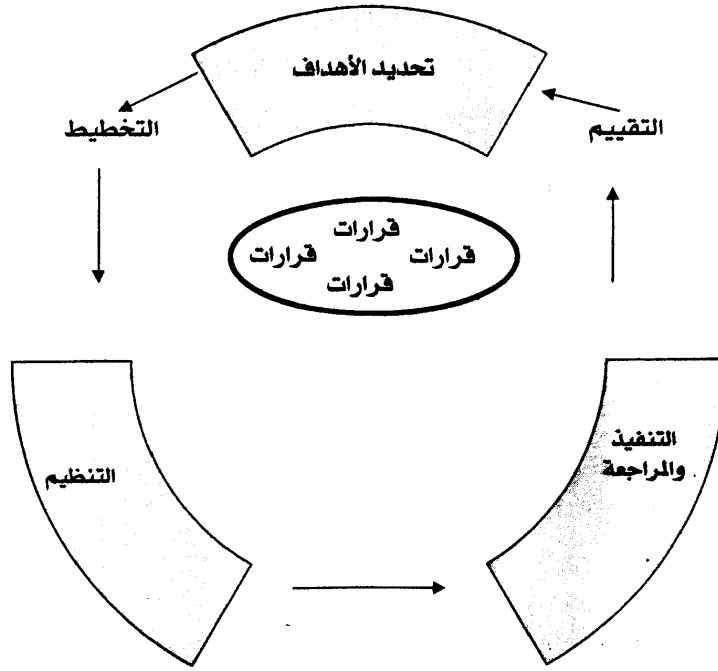 تحديد الأهداف
التقييم
التخطيط
قرارات
قرارات
قرارات
قرارات
التنفيذ
والمراجعة
التنظيم